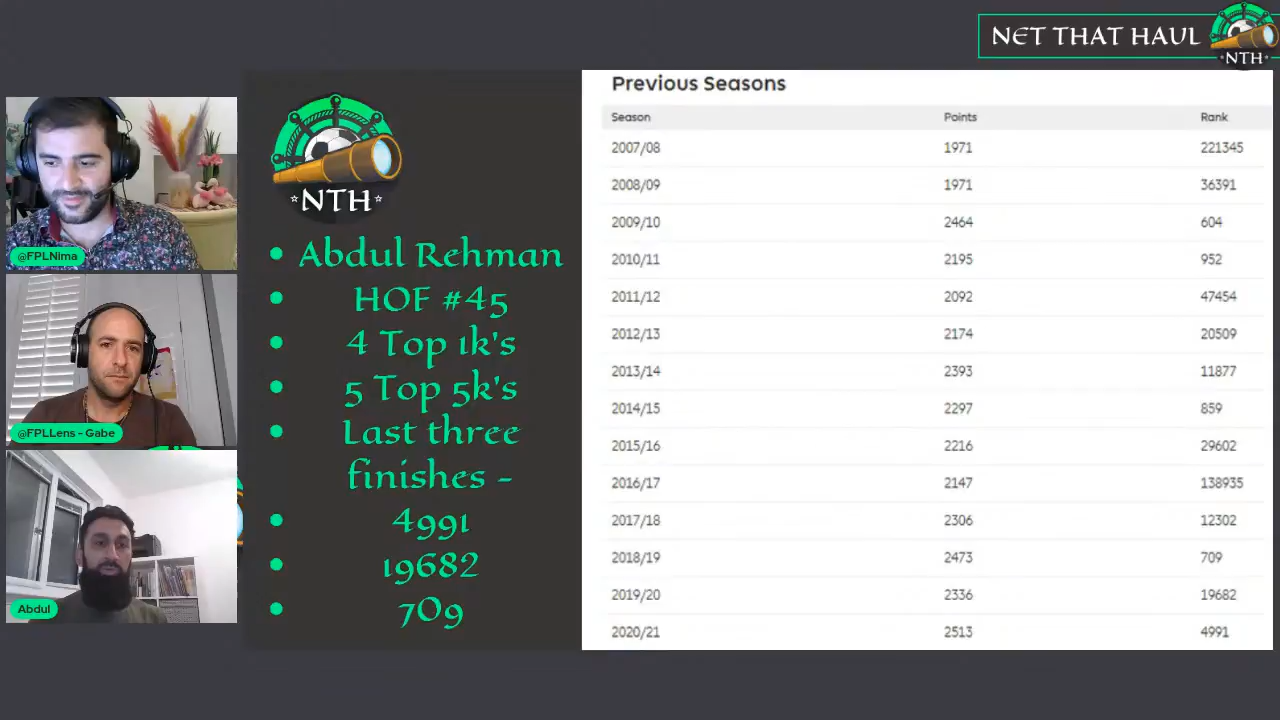 NET THAT HAUL
NTH
@FPLNima
@FPLLens - Gabe
Abdul
*NTH*
• Abdul Rehman
• HOF #45
• 4 Top 1k's
• 5 Top 5k's
• Last three
finishes -
• 4991
• 19682
• 709
Previous Seasons
Season Points Rank
2007/08 1971 221345
2008/09 1971 36391
2009/10 2464 604
2010/11 2195 952
2011/12 2092 47454
2012/13 2174 20509
2013/14 2393 11877
2014/15 2297 859
2015/16 2216 29602
2016/17 2147 138935
2017/18 2306 12302
2018/19 2473 709
2019/20 2336 19682
2020/21 2513 4991